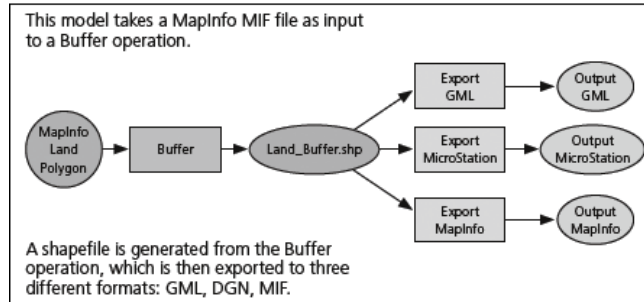 This model takes a MapInfo MIF file as input
to a Buffer operation.
Export
GML
Output
GML
MapInfo
Land
Polygon
Buffer
Land_Buffer.shp
Export
MicroStation
Output
MicroStation
Export
MapInfo
Output
MapInfo
A shapefile is generated from the Buffer
operation, which is then exported to three
different formats: GML, DGN, MIF.